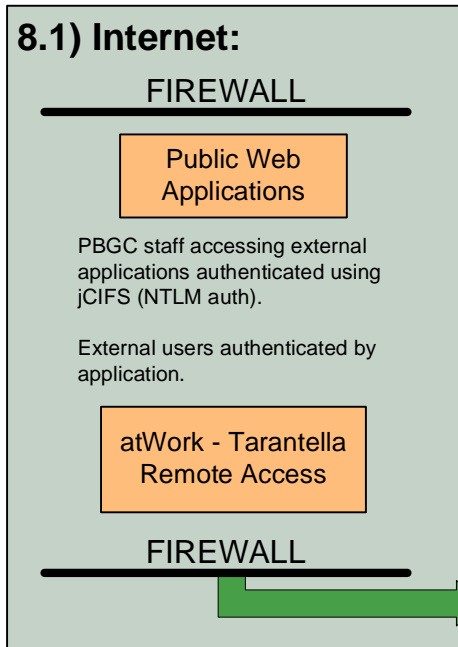 8.1) Internet:
FIREWALL
Public Web
Applications
PBGC staff accessing external
applications authenticated using
jCIFS (NTLM auth).
External users authenticated by
application.
atWork - Tarantella
Remote Access
FIREWALL